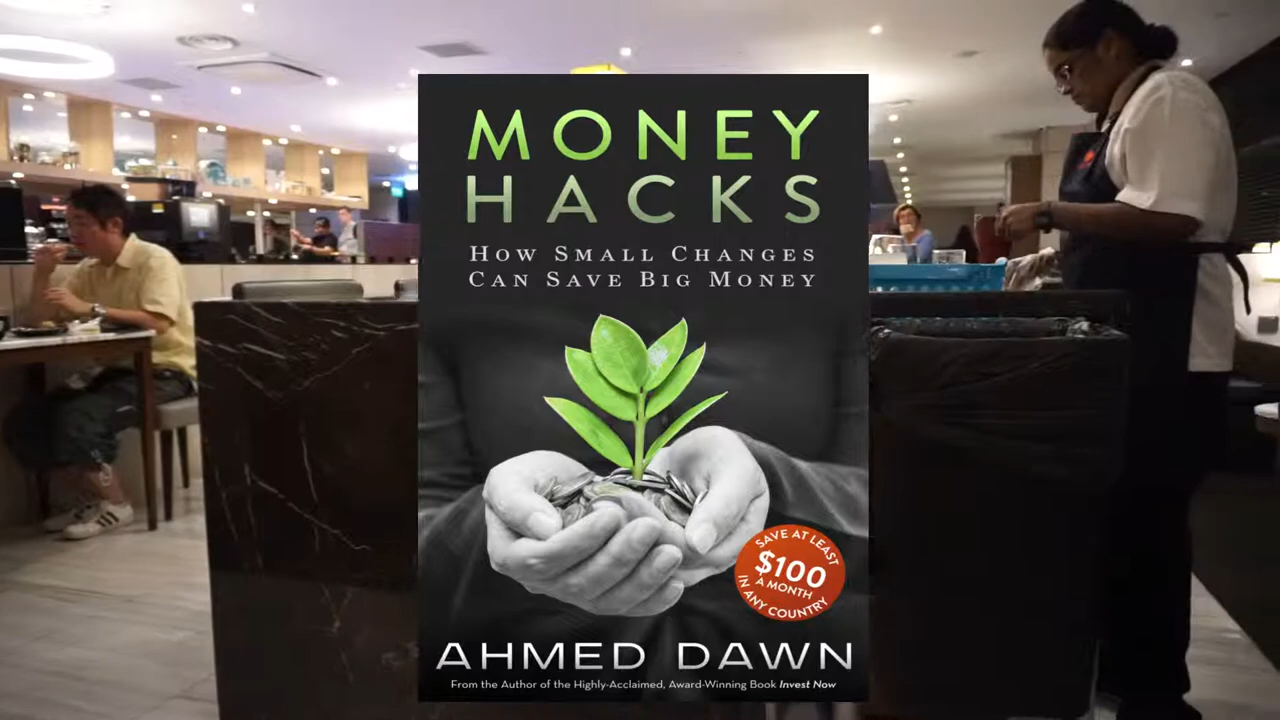 MONEY
HACKS
HOW SMALL CHANGES
CAN SAVE BIG MONEY
SAVE AT LEAST
$100
A MONTH
IN ANY COUNTRY
AHMED DAWN
From the Author of the Highly-Acclaimed, Award-Winning Book Invest Now